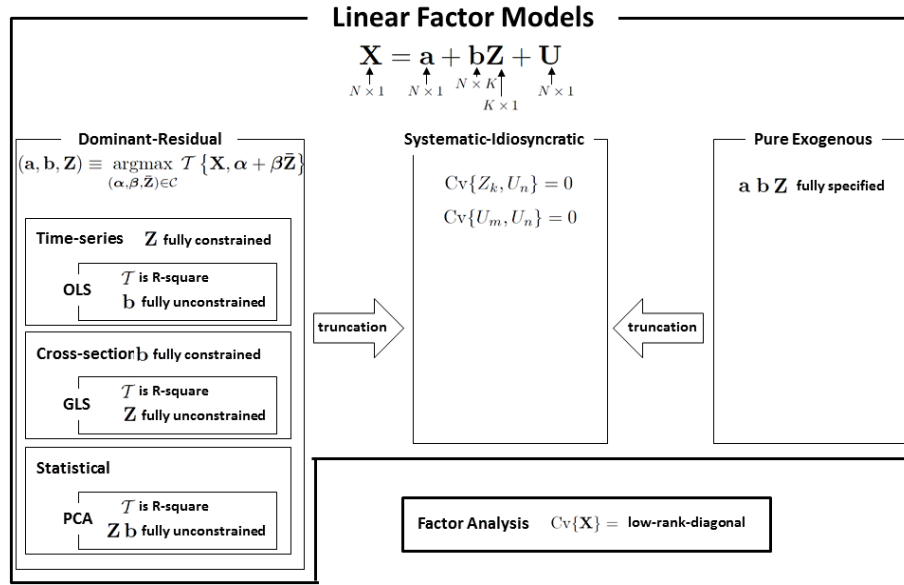 Linear Factor Models
X = a + bZ + U
N × 1 N × 1 N × K K × 1 N × 1
Dominant-Residual
(a, b, Z) ≡ argmax 𝒯 {X, α + βZ̄}
(α,β,Z̄)∈𝒞
Time-series Z fully constrained
OLS
𝒯 is R-square
b fully unconstrained
Cross-section b fully constrained
GLS
𝒯 is R-square
Z fully unconstrained
Statistical
PCA
𝒯 is R-square
Z b fully unconstrained
truncation
Systematic-Idiosyncratic
Cv{Z_k, U_n} = 0
Cv{U_m, U_n} = 0
truncation
Pure Exogenous
a b Z fully specified
Factor Analysis Cv{X} = low-rank-diagonal